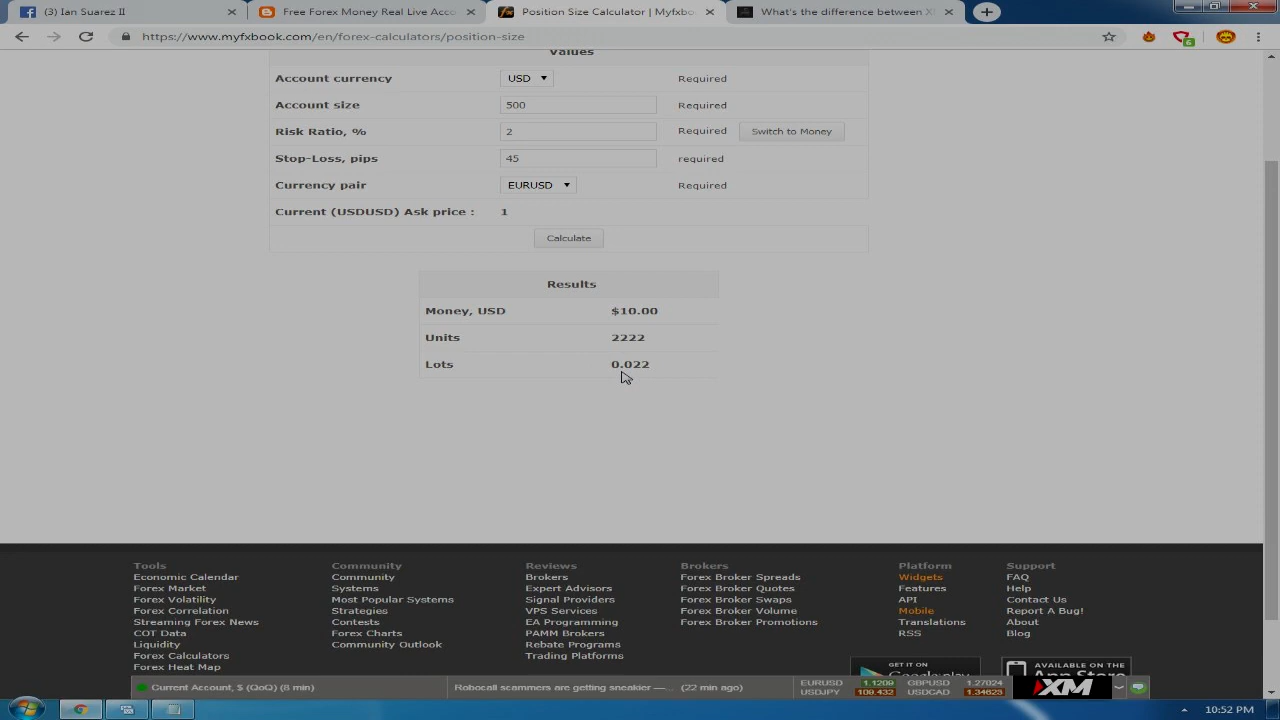 (3) Ian Suarez II
Free Forex Money Real Live Acco
Position Size Calculator | Myfxbo
What's the difference between XM
https://www.myfxbook.com/en/forex-calculators/position-size
6
Values
Account currency USD Required
Account size 500 Required
Risk Ratio, % 2 Required Switch to Money
Stop-Loss, pips 45 required
Currency pair EURUSD Required
Current (USDUSD) Ask price : 1
Calculate
Results
Money, USD $10.00
Units 2222
Lots 0.022
Tools
Economic Calendar
Forex Market
Forex Volatility
Forex Correlation
Streaming Forex News
COT Data
Liquidity
Forex Calculators
Forex Heat Map
Community
Community
Systems
Most Popular Systems
Strategies
Contests
Forex Charts
Community Outlook
Reviews
Brokers
Expert Advisors
Signal Providers
VPS Services
EA Programming
PAMM Brokers
Rebate Programs
Trading Platforms
Brokers
Forex Broker Spreads
Forex Broker Quotes
Forex Broker Swaps
Forex Broker Volume
Forex Broker Promotions
Platform
Widgets
Features
API
Mobile
Translations
RSS
Support
FAQ
Help
Contact Us
Report A Bug!
About
Blog
GET IT ON
Google play
AVAILABLE ON THE
App Store
Current Account, $ (QoQ) (8 min)
Robocall scammers are getting sneakier —... (22 min ago)
EURUSD 1.1209 GBPUSD 1.27024
USDJPY 109.432 USDCAD 1.34623
XM
10:52 PM